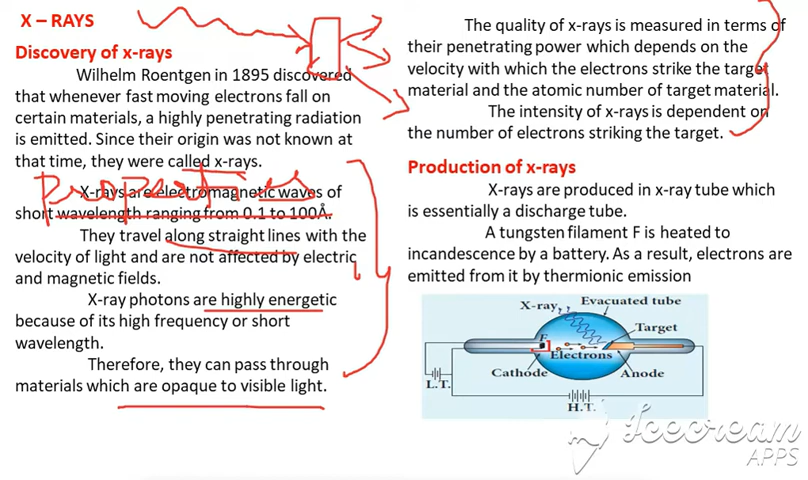 X – RAYS
Discovery of x-rays
Wilhelm Roentgen in 1895 discovered
that whenever fast moving electrons fall on
certain materials, a highly penetrating radiation
is emitted. Since their origin was not known at
that time, they were called x-rays.
Properties
X-rays are electromagnetic waves of
short wavelength ranging from 0.1 to 100Å.
They travel along straight lines with the
velocity of light and are not affected by electric
and magnetic fields.
X-ray photons are highly energetic
because of its high frequency or short
wavelength.
Therefore, they can pass through
materials which are opaque to visible light.
The quality of x-rays is measured in terms of
their penetrating power which depends on the
velocity with which the electrons strike the target
material and the atomic number of target material.
The intensity of x-rays is dependent on
the number of electrons striking the target.
Production of x-rays
X-rays are produced in x-ray tube which
is essentially a discharge tube.
A tungsten filament F is heated to
incandescence by a battery. As a result, electrons are
emitted from it by thermionic emission
X-ray
Evacuated tube
Target
F
Electrons
Cathode
Anode
L.T.
H.T.
Icecream
APPS